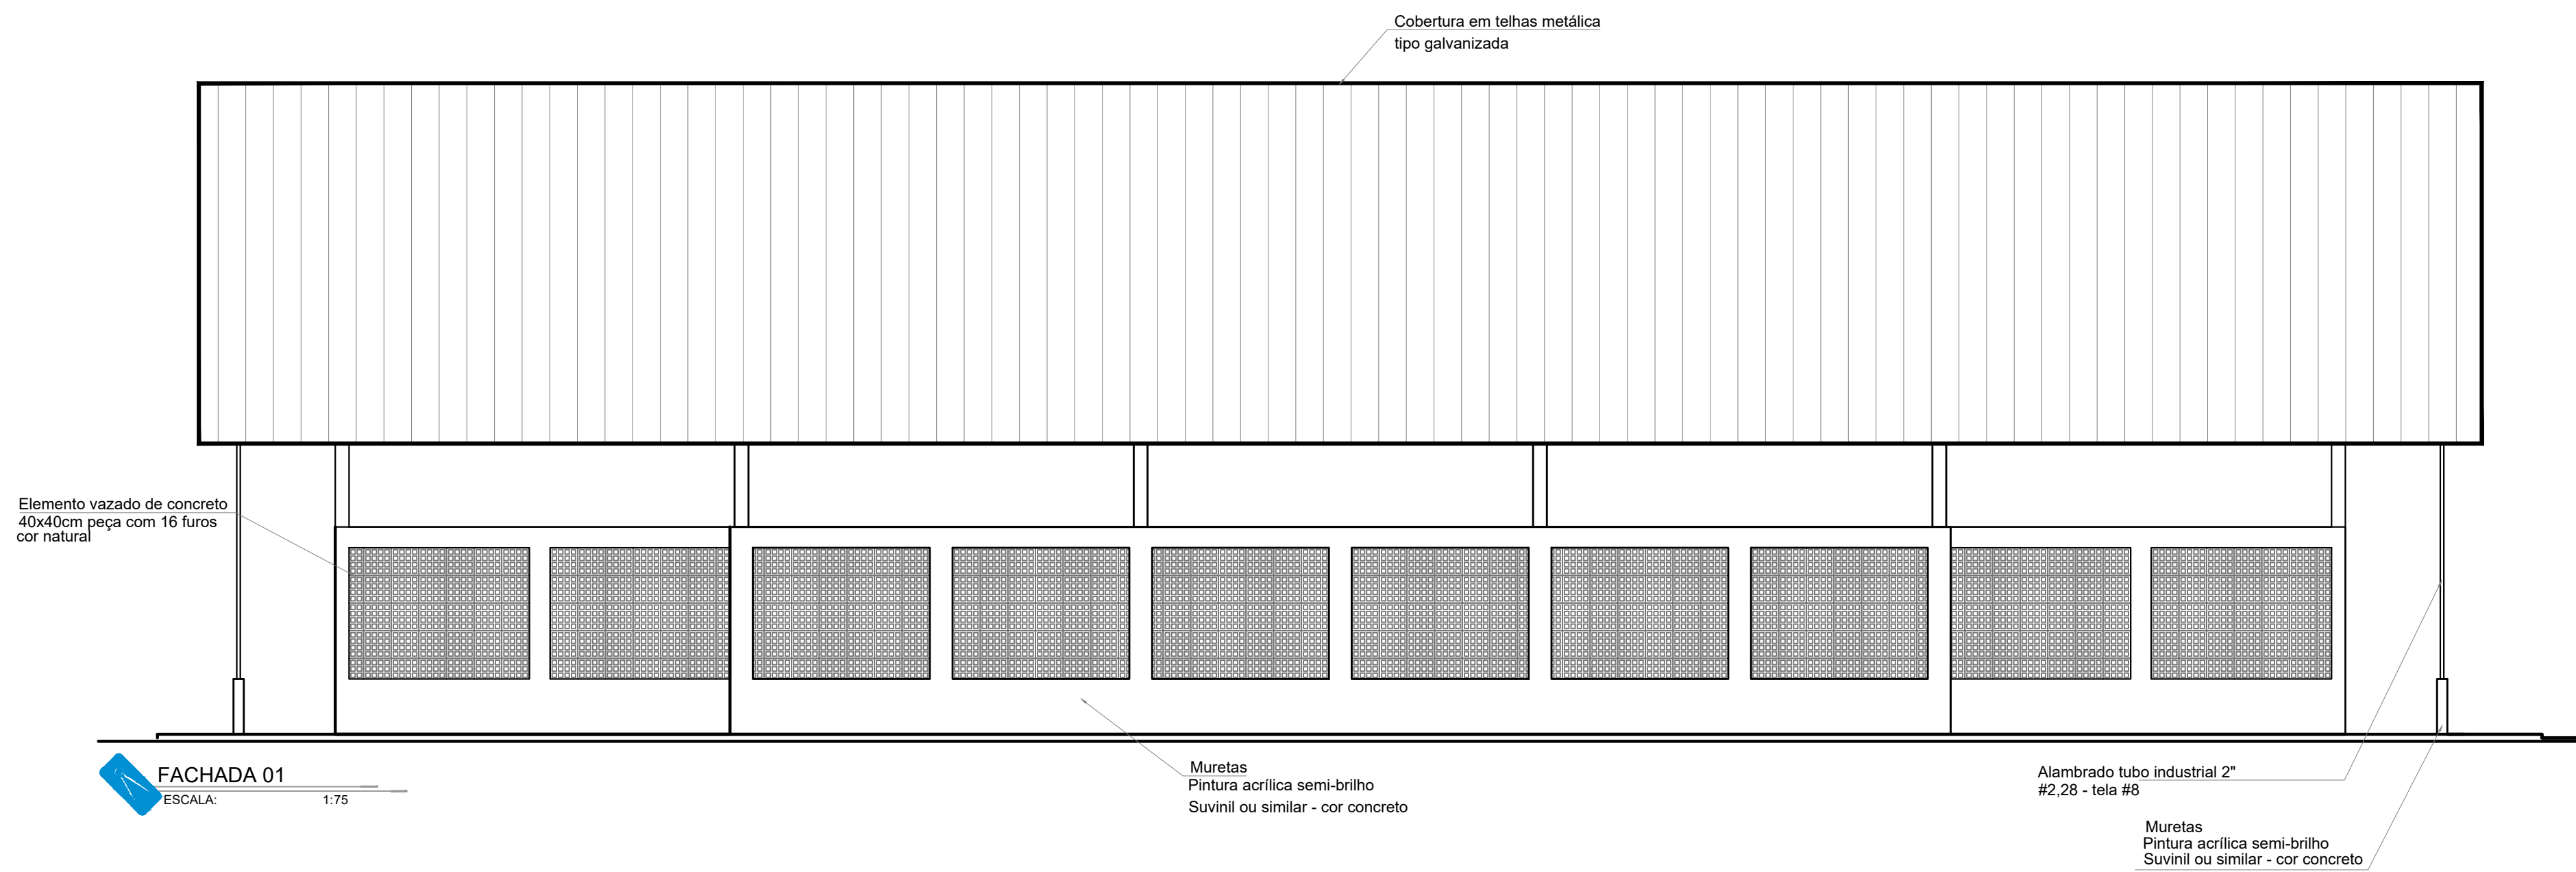 Cobertura em telhas metálica
tipo galvanizada
Elemento vazado de concreto
40x40cm peça com 16 furos
cor natural
FACHADA 01
ESCALA: 1:75
Muretas
Pintura acrílica semi-brilho
Suvinil ou similar - cor concreto
Alambrado tubo industrial 2"
#2,28 - tela #8
Muretas
Pintura acrílica semi-brilho
Suvinil ou similar - cor concreto